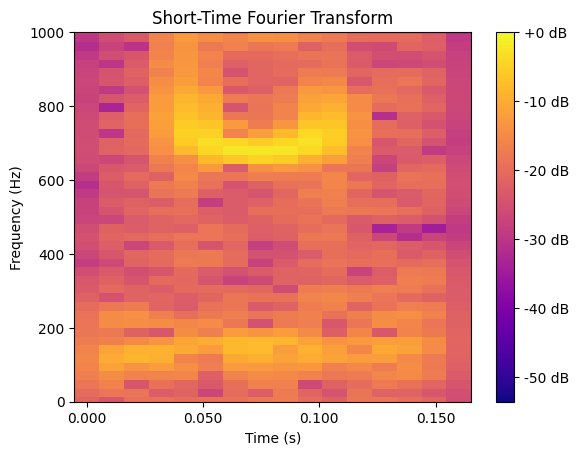 Short-Time Fourier Transform
1000
800
600
400
200
0
Frequency (Hz)
0.000
0.050
0.100
0.150
Time (s)
+0 dB
-10 dB
-20 dB
-30 dB
-40 dB
-50 dB